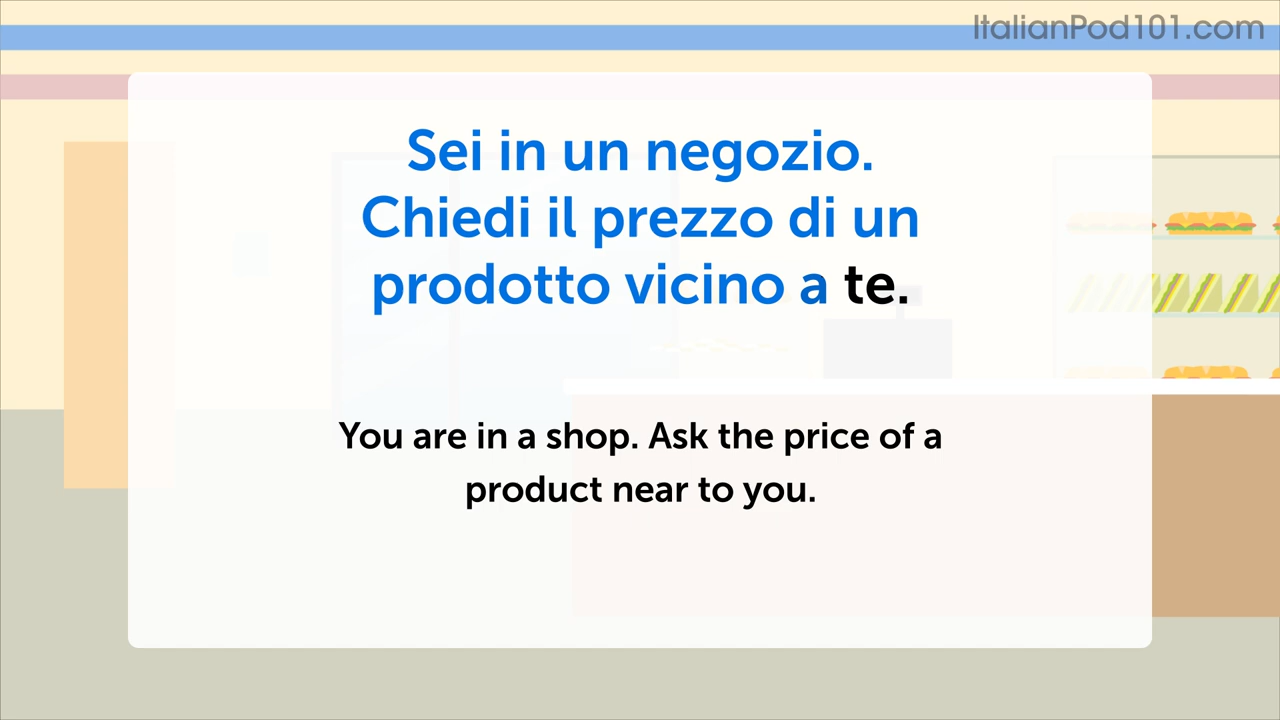 ItalianPod101.com
Sei in un negozio.
Chiedi il prezzo di un
prodotto vicino a te.
You are in a shop. Ask the price of a
product near to you.